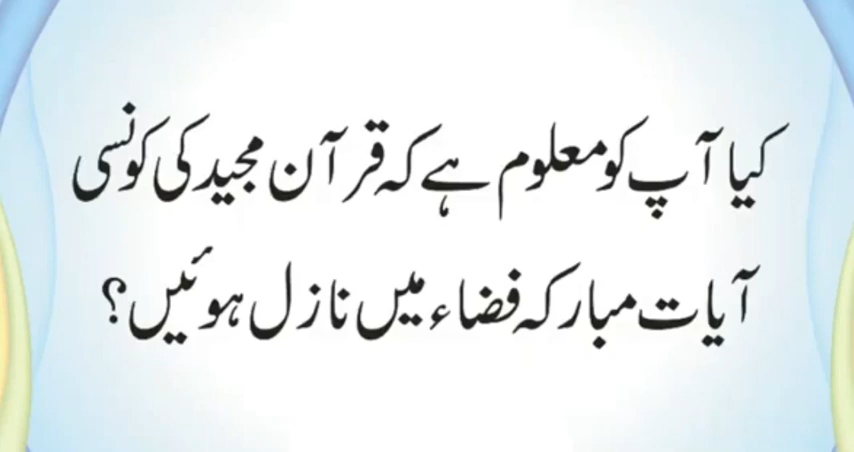 کیا آپ کو معلوم ہے کہ قرآن مجید کی کونسی
آیات مبارکہ فضاء میں نازل ہوئیں؟